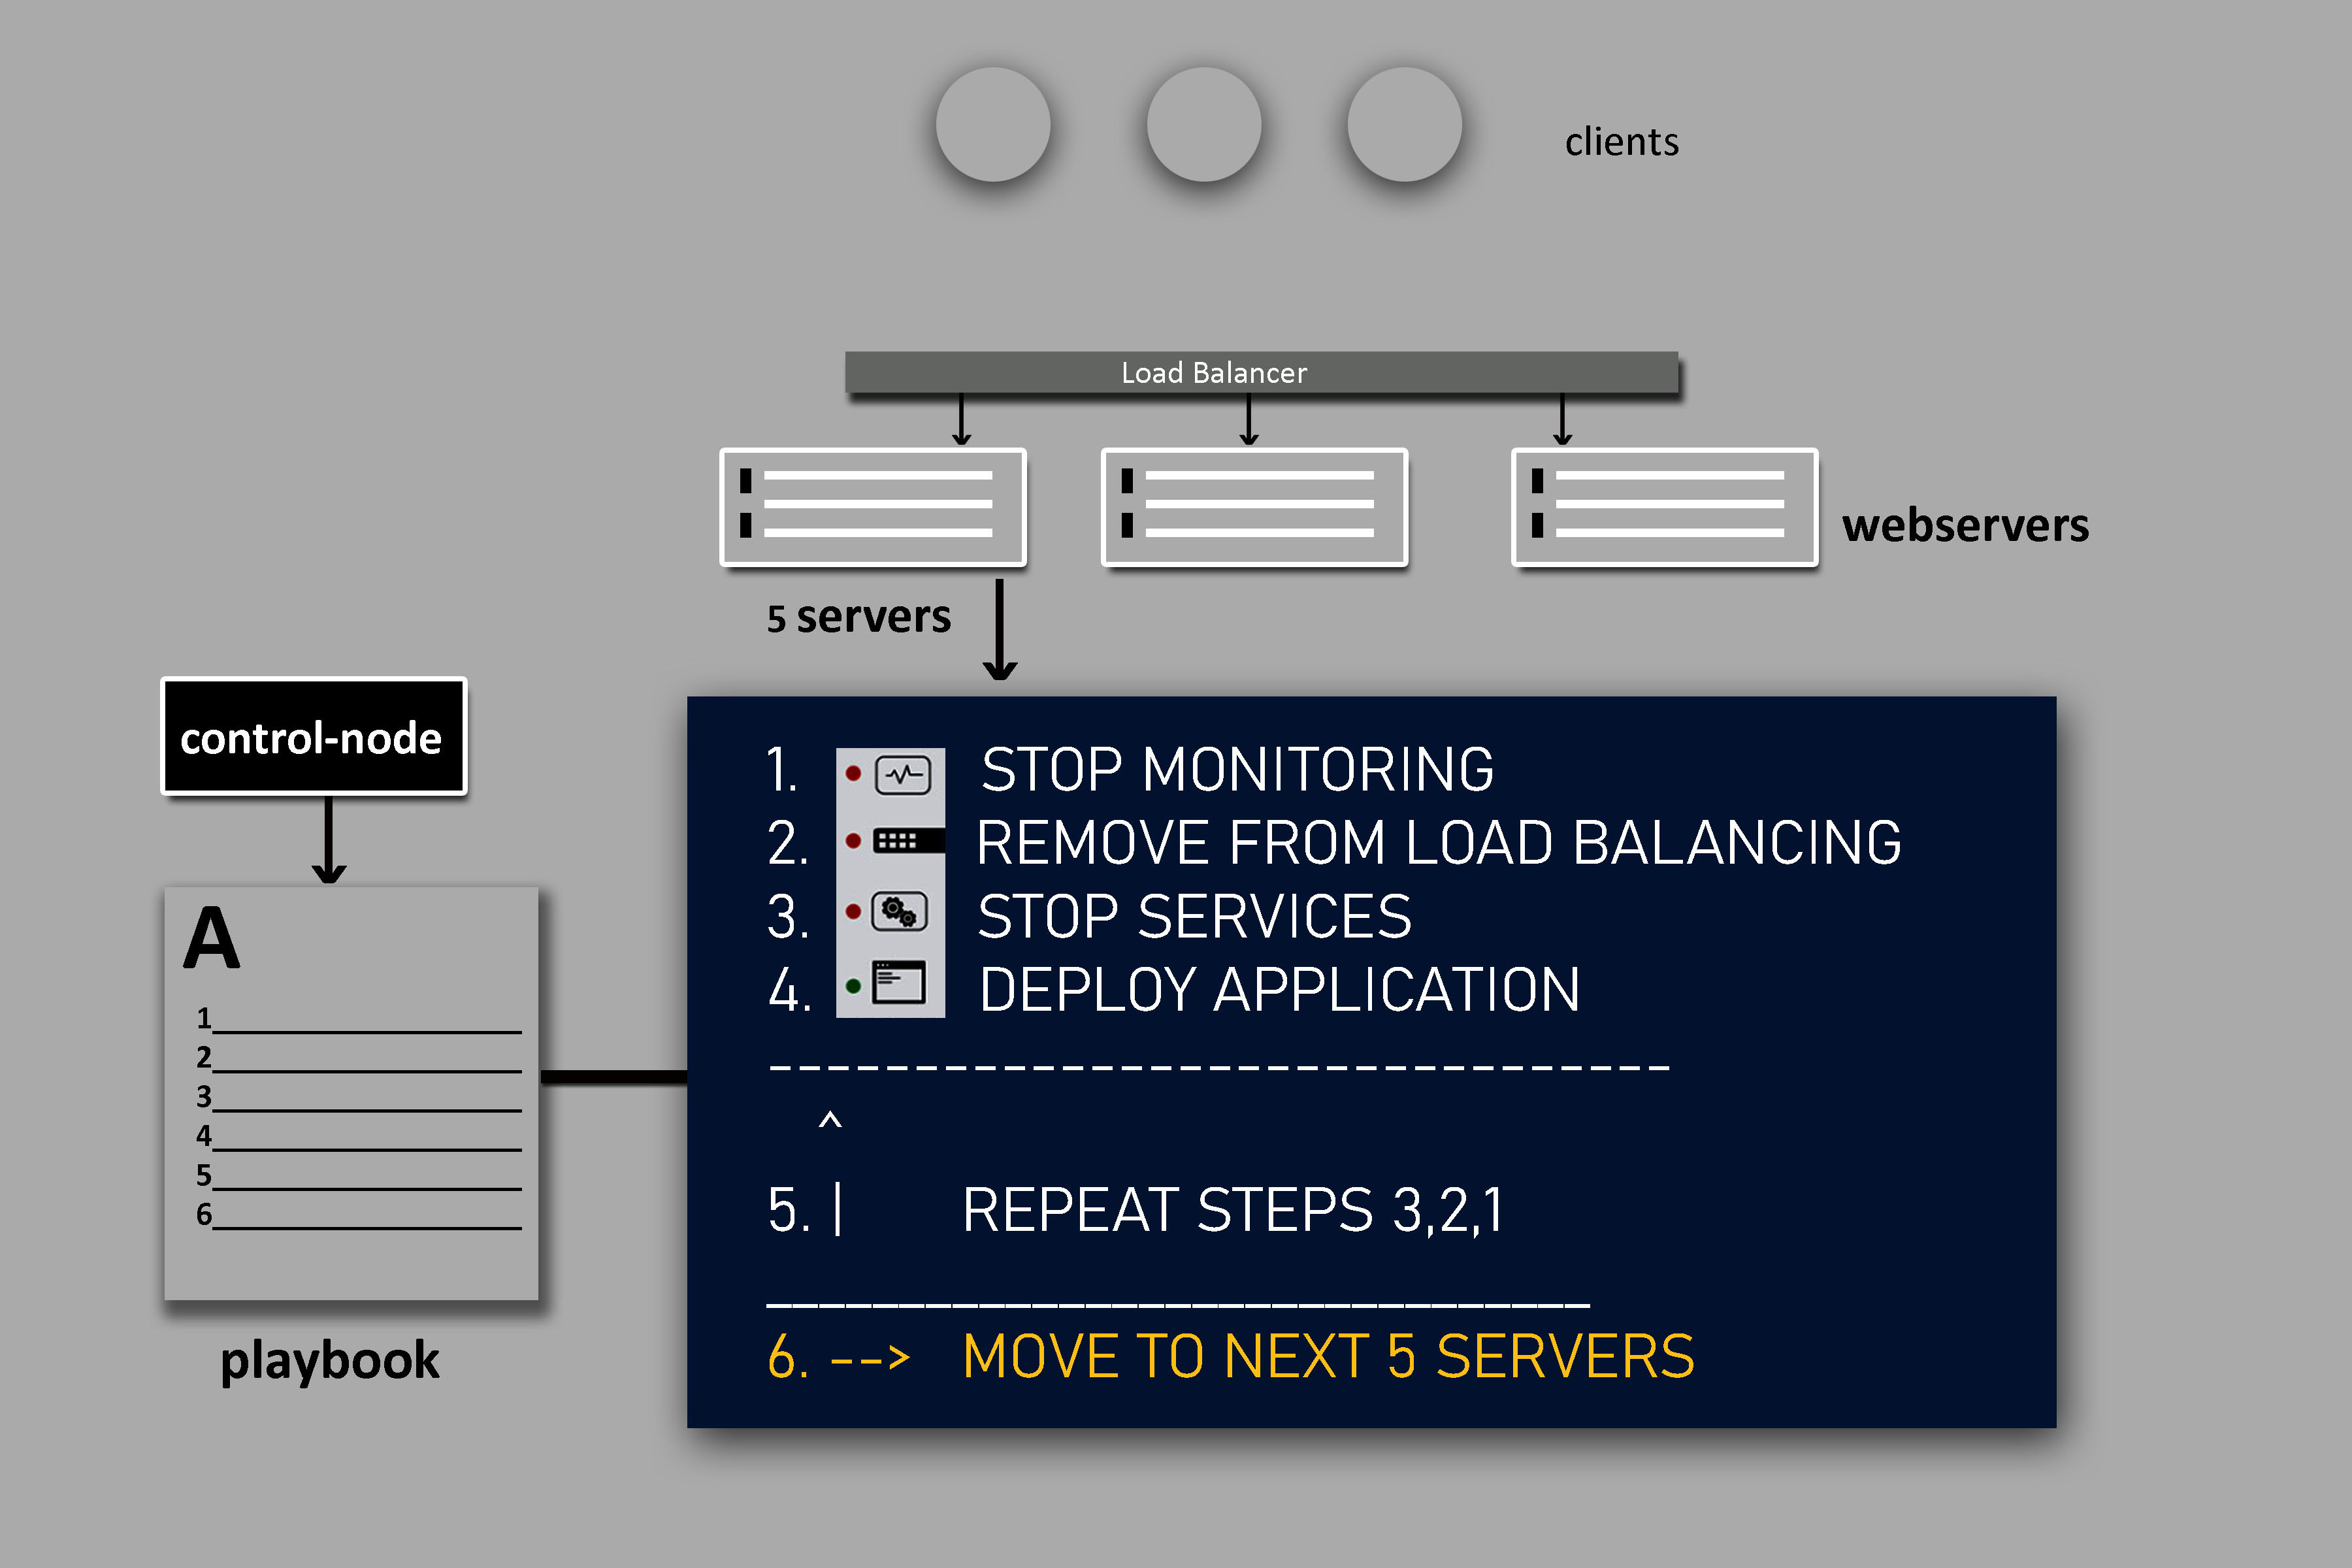 clients
Load Balancer
webservers
5 servers
control-node
A
1
2
3
4
5
6
playbook
1. STOP MONITORING
2. REMOVE FROM LOAD BALANCING
3. STOP SERVICES
4. DEPLOY APPLICATION
-------------------------------
^
5. | REPEAT STEPS 3,2,1
_______________________________
6. --> MOVE TO NEXT 5 SERVERS